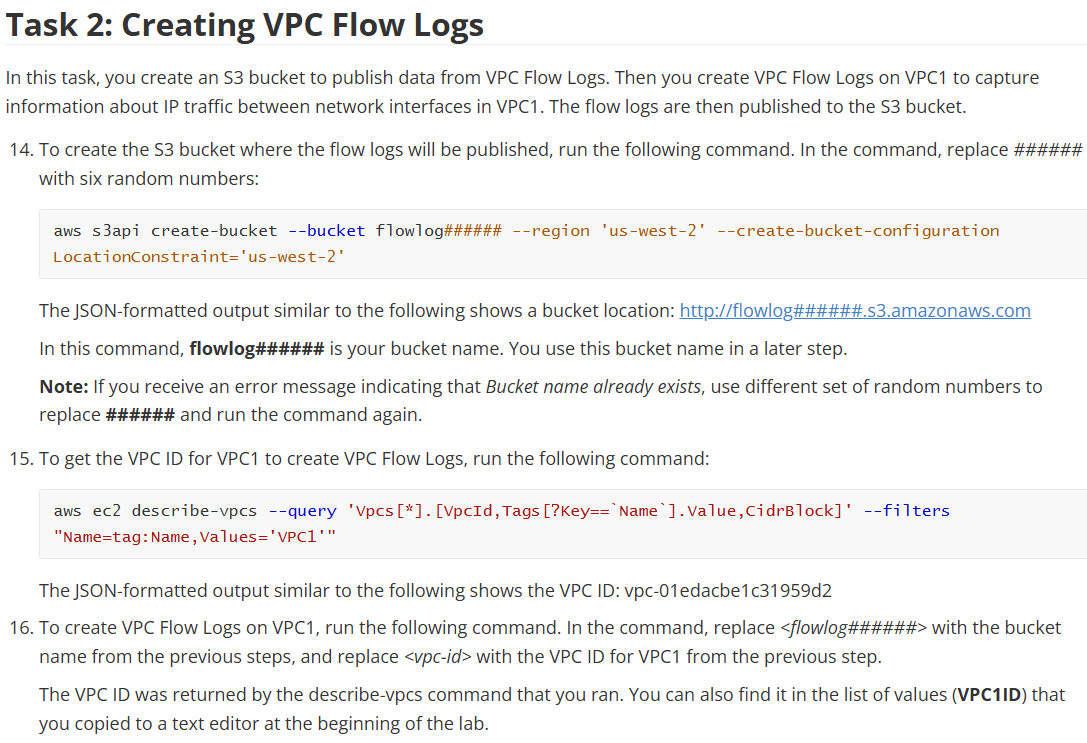 Task 2: Creating VPC Flow Logs
In this task, you create an S3 bucket to publish data from VPC Flow Logs. Then you create VPC Flow Logs on VPC1 to capture
information about IP traffic between network interfaces in VPC1. The flow logs are then published to the S3 bucket.
14. To create the S3 bucket where the flow logs will be published, run the following command. In the command, replace ######
with six random numbers:
aws s3api create-bucket --bucket flowlog###### --region 'us-west-2' --create-bucket-configuration
LocationConstraint='us-west-2'
The JSON-formatted output similar to the following shows a bucket location: http://flowlog######.s3.amazonaws.com
In this command, flowlog###### is your bucket name. You use this bucket name in a later step.
Note: If you receive an error message indicating that Bucket name already exists, use different set of random numbers to
replace ###### and run the command again.
15. To get the VPC ID for VPC1 to create VPC Flow Logs, run the following command:
aws ec2 describe-vpcs --query 'Vpcs[*].[VpcId,Tags[?Key==`Name`].Value,CidrBlock]' --filters
"Name=tag:Name,Values='VPC1'"
The JSON-formatted output similar to the following shows the VPC ID: vpc-01edacbe1c31959d2
16. To create VPC Flow Logs on VPC1, run the following command. In the command, replace <flowlog######> with the bucket
name from the previous steps, and replace <vpc-id> with the VPC ID for VPC1 from the previous step.
The VPC ID was returned by the describe-vpcs command that you ran. You can also find it in the list of values (VPC1ID) that
you copied to a text editor at the beginning of the lab.